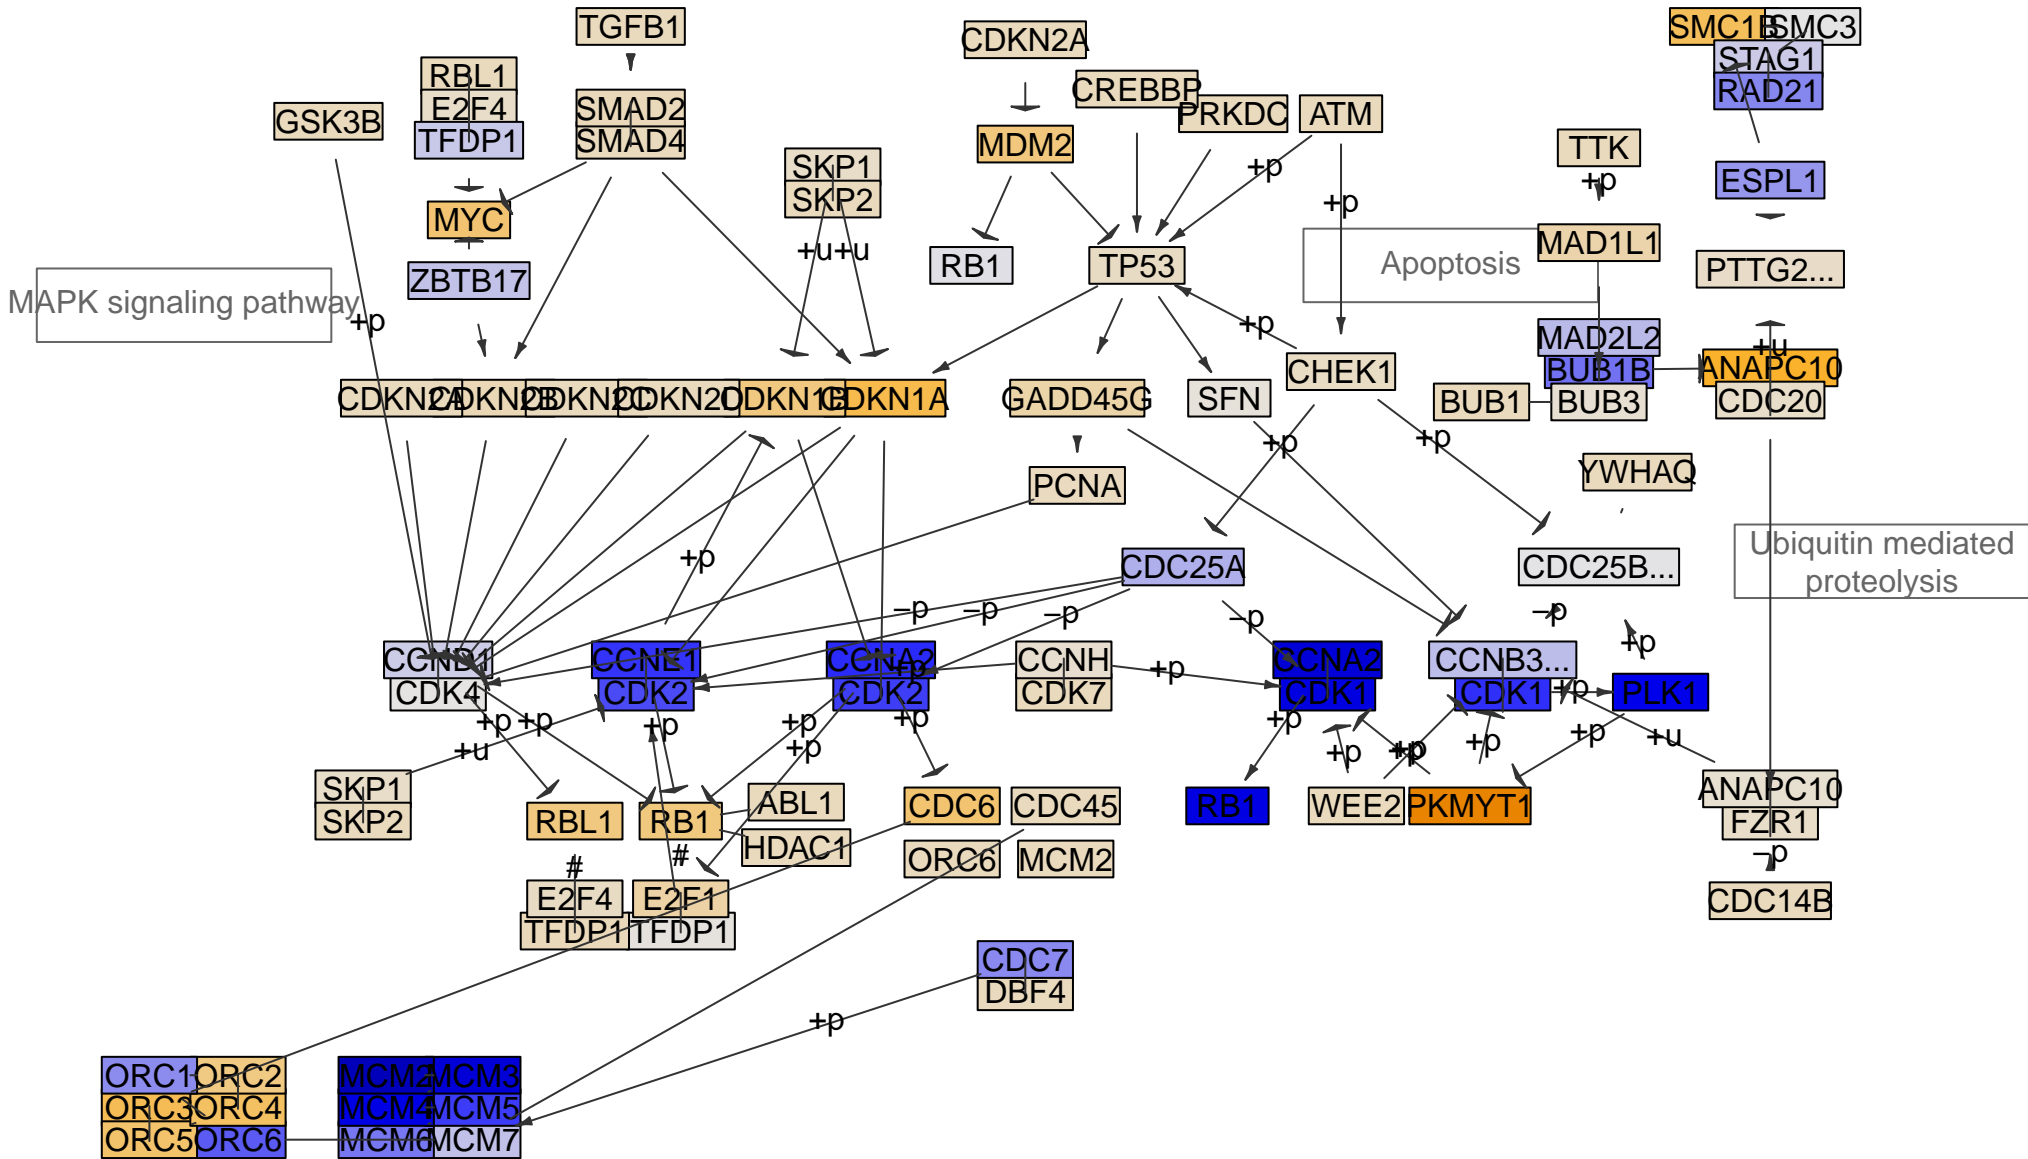 TGFB1
CDKN2A
SMC1B
SMC3
STAG1
RAD21
RBL1
E2F4
TFDP1
GSK3B
SMAD2
SMAD4
CREBBP
PRKDC
ATM
MDM2
TTK
+p
SKP1
SKP2
+p
+p
ESPL1
MYC
+u
+u
MAD1L1
RB1
TP53
Apoptosis
PTTG2...
ZBTB17
MAPK signaling pathway
+p
+p
MAD2L2
+u
BUB1B
ANAPC10
CHEK1
CDKN2A
CDKN2B
CDKN2C
CDKN2D
CDKN1B
CDKN1A
GADD45G
SFN
BUB1
BUB3
CDC20
+p
+p
PCNA
YWHAQ
+p
CDC25A
CDC25B...
Ubiquitin mediated
proteolysis
−p
−p
−p
−p
−p
+p
CCND1
CDK4
CCNE1
CDK2
CCNA2
CDK2
+p
CCNH
CDK7
+p
CCNA2
CDK1
CCNB3...
CDK1
+p
PLK1
+p
+p
+p
+p
+p
+p
+p
+u
+p
+p
+p
+p
+p
+u
SKP1
SKP2
RBL1
RB1
ABL1
HDAC1
CDC6
CDC45
ORC6
MCM2
RB1
WEE2
PKMYT1
ANAPC10
FZR1
−p
CDC14B
#
#
E2F4
TFDP1
E2F1
TFDP1
CDC7
DBF4
+p
ORC1
ORC2
MCM2
MCM3
ORC3
ORC4
MCM4
MCM5
ORC5
ORC6
MCM6
MCM7